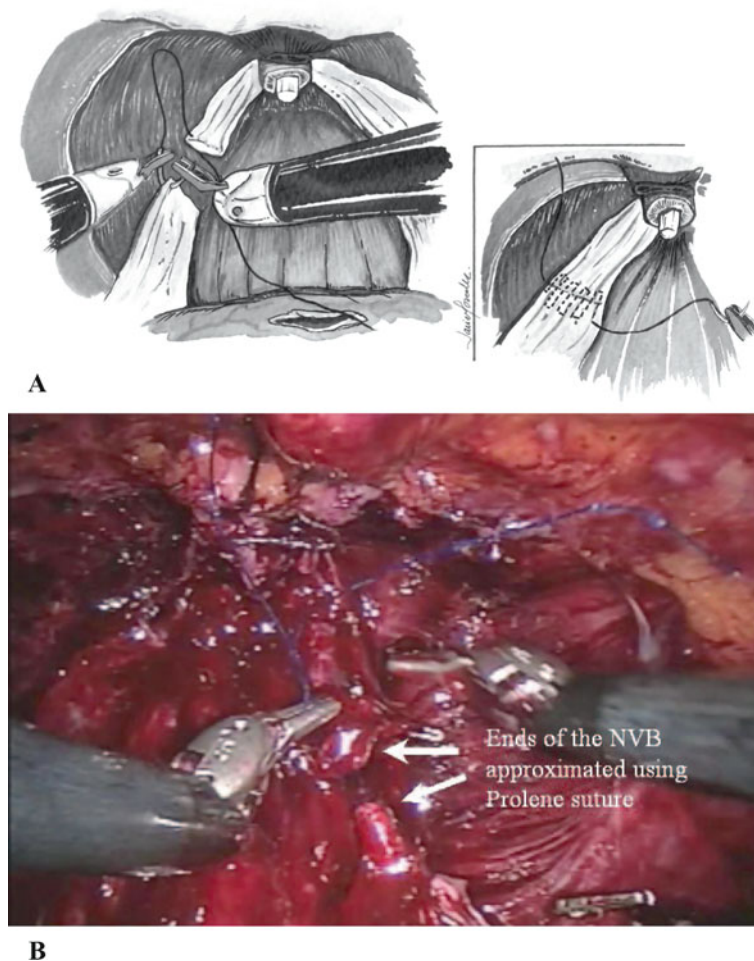 A
Ends of the NVB
approximated using
Prolene suture
B